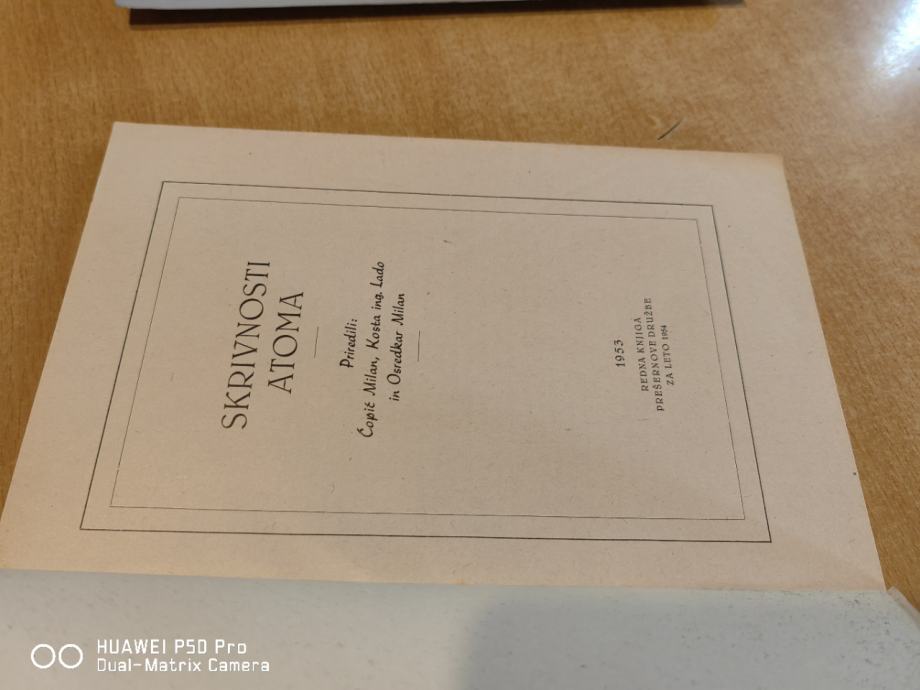 SKRIVNOSTI
ATOMA
Priredili:
Čopič Milan, Kosta ing. Lado
in Osredkar Milan
1953
REDNA KNJIGA
PREŠERNOVE DRUŽBE
ZA LETO 1954
HUAWEI P50 Pro
Dual-Matrix Camera